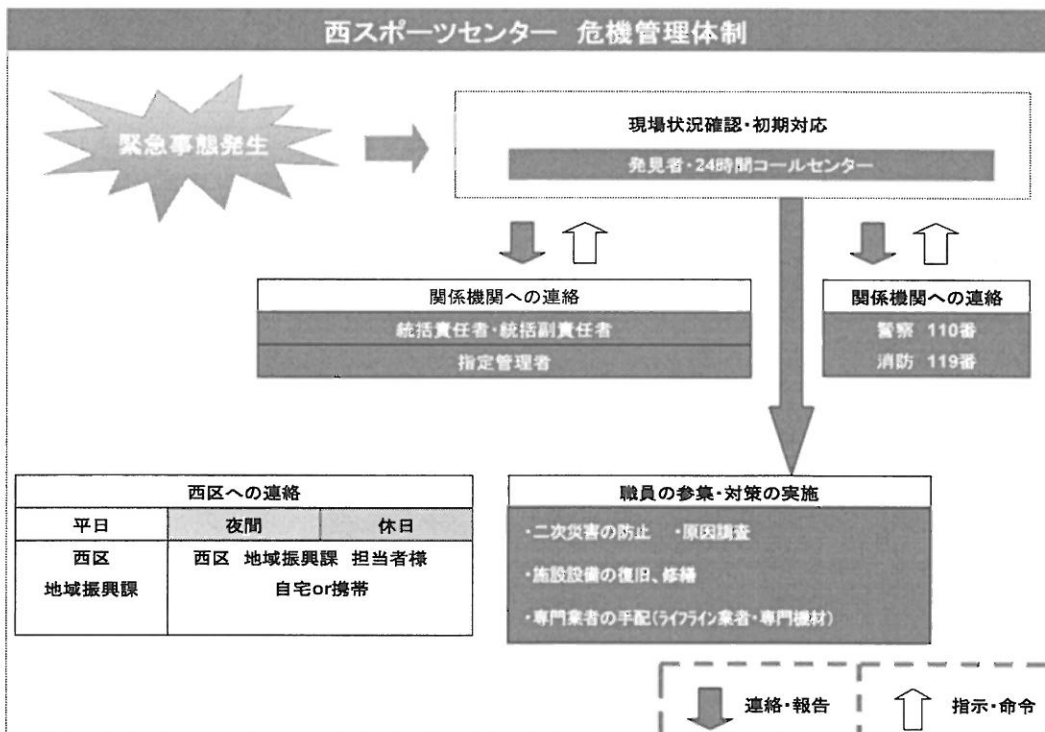 西スポーツセンター 危機管理体制
緊急事態発生
現場状況確認・初期対応
発見者・24時間コールセンター
関係機関への連絡
統括責任者・統括副責任者
指定管理者
関係機関への連絡
警察 110番
消防 119番
西区への連絡
平日 夜間 休日
西区
地域振興課
西区 地域振興課 担当者様
自宅or携帯
職員の参集・対策の実施
・二次災害の防止 ・原因調査
・施設設備の復旧、修繕
・専門業者の手配(ライフライン業者・専門機材)
連絡・報告
指示・命令